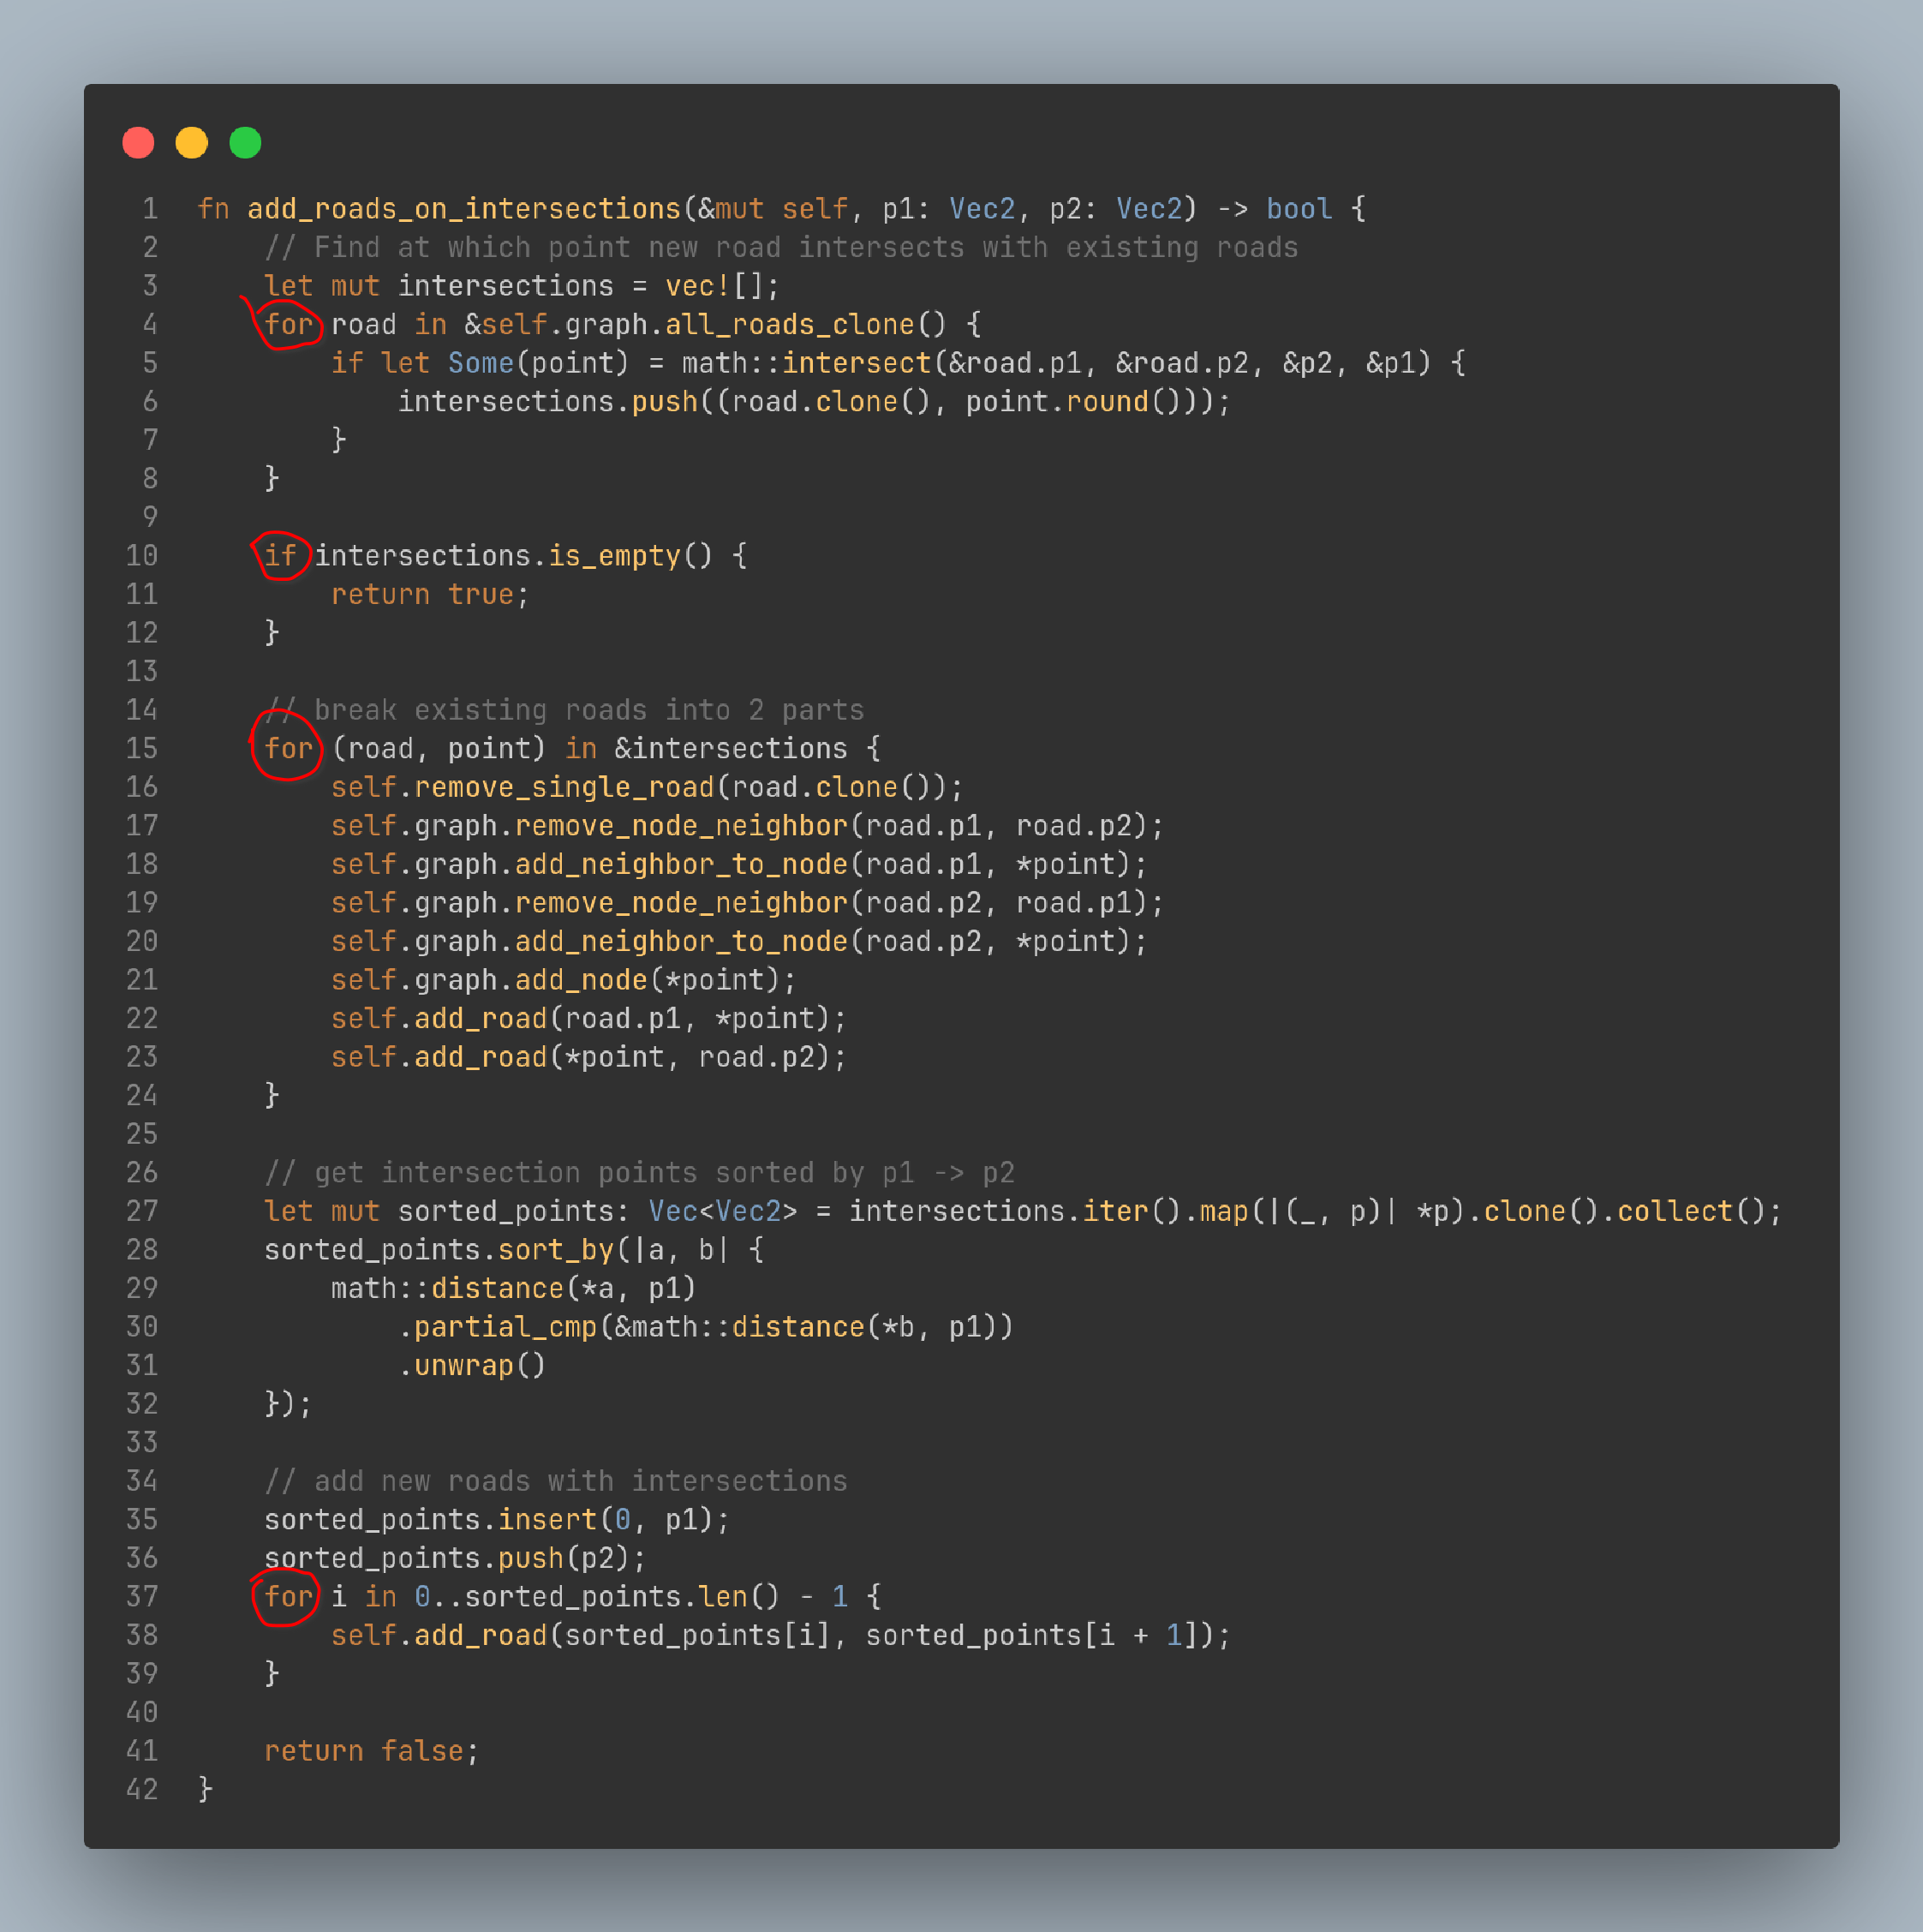 1 fn add_roads_on_intersections(&mut self, p1: Vec2, p2: Vec2) -> bool {
2 // Find at which point new road intersects with existing roads
3 let mut intersections = vec![];
4 for road in &self.graph.all_roads_clone() {
5 if let Some(point) = math::intersect(&road.p1, &road.p2, &p2, &p1) {
6 intersections.push((road.clone(), point.round()));
7 }
8 }
9
10 if intersections.is_empty() {
11 return true;
12 }
13
14 // break existing roads into 2 parts
15 for (road, point) in &intersections {
16 self.remove_single_road(road.clone());
17 self.graph.remove_node_neighbor(road.p1, road.p2);
18 self.graph.add_neighbor_to_node(road.p1, *point);
19 self.graph.remove_node_neighbor(road.p2, road.p1);
20 self.graph.add_neighbor_to_node(road.p2, *point);
21 self.graph.add_node(*point);
22 self.add_road(road.p1, *point);
23 self.add_road(*point, road.p2);
24 }
25
26 // get intersection points sorted by p1 -> p2
27 let mut sorted_points: Vec<Vec2> = intersections.iter().map(|(_, p)| *p).clone().collect();
28 sorted_points.sort_by(|a, b| {
29 math::distance(*a, p1)
30 .partial_cmp(&math::distance(*b, p1))
31 .unwrap()
32 });
33
34 // add new roads with intersections
35 sorted_points.insert(0, p1);
36 sorted_points.push(p2);
37 for i in 0..sorted_points.len() - 1 {
38 self.add_road(sorted_points[i], sorted_points[i + 1]);
39 }
40
41 return false;
42 }